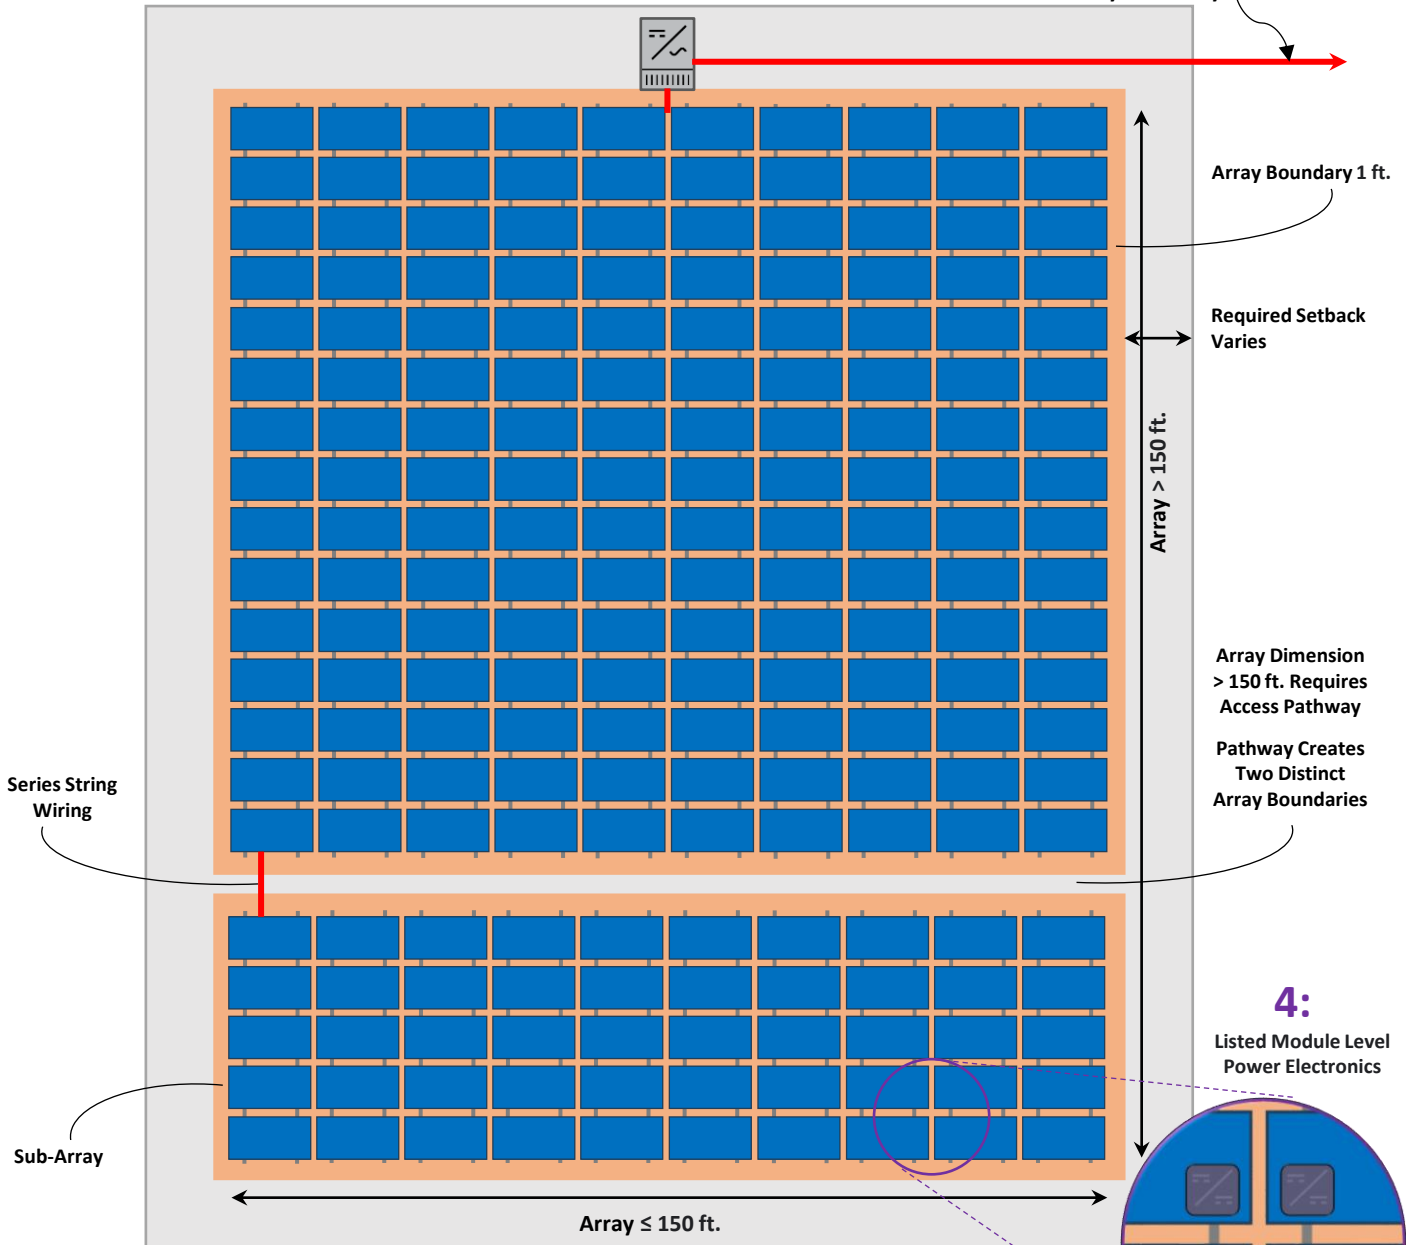 Array Boundary 1 ft.
Required Setback
Varies
Array > 150 ft.
Array Dimension
> 150 ft. Requires
Access Pathway
Pathway Creates
Two Distinct
Array Boundaries
Series String
Wiring
4:
Listed Module Level
Power Electronics
Sub-Array
Array ≤ 150 ft.